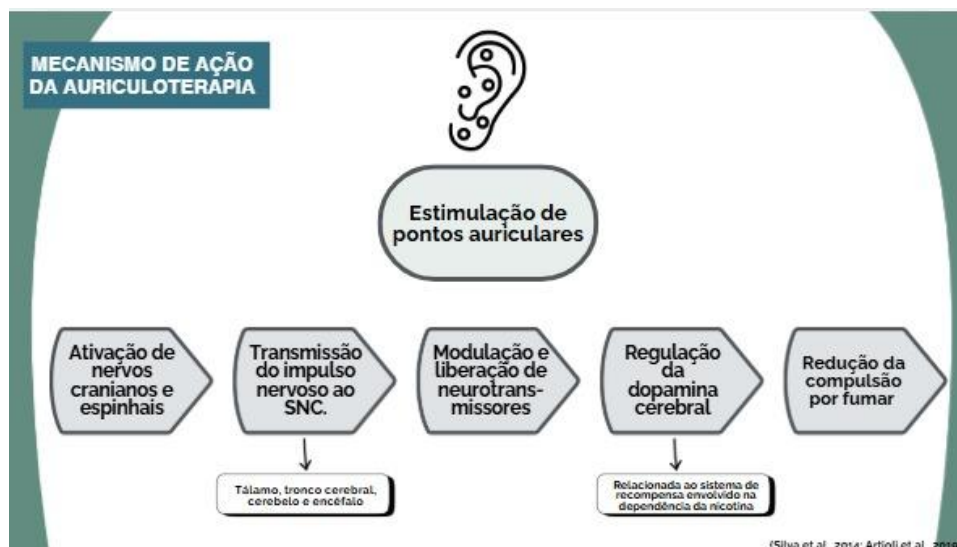 MECANISMO DE AÇÃO
DA AURICULOTERAPIA
Estimulação de
pontos auriculares
Ativação de
nervos
cranianos e
espinhais
Transmissão
do impulso
nervoso ao
SNC.
Modulação e
liberação de
neurotrans-
missores
Regulação
da
dopamina
cerebral
Redução da
compulsão
por fumar
Tálamo, tronco cerebral,
cerebelo e encéfalo
Relacionada ao sistema de
recompensa envolvido na
dependência da nicotina
(Silva et al., 2014; Artioli et al., 2019